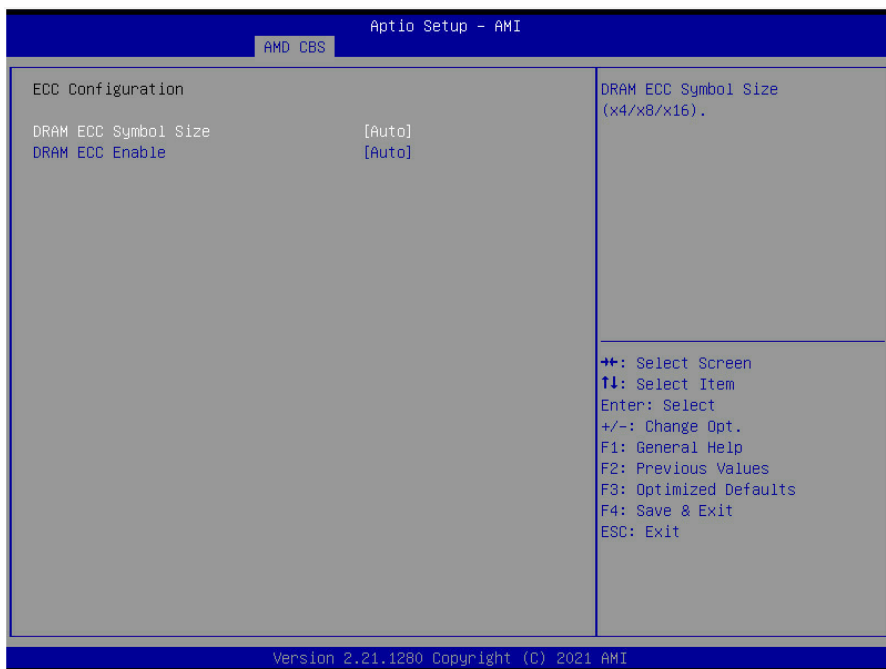 Aptio Setup – AMI
AMD CBS
ECC Configuration
DRAM ECC Symbol Size [Auto]
DRAM ECC Enable [Auto]
DRAM ECC Symbol Size
(x4/x8/x16).
→←: Select Screen
↑↓: Select Item
Enter: Select
+/-: Change Opt.
F1: General Help
F2: Previous Values
F3: Optimized Defaults
F4: Save & Exit
ESC: Exit
Version 2.21.1280 Copyright (C) 2021 AMI